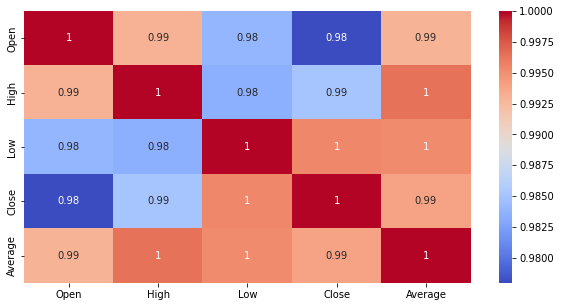 Open 1 0.99 0.98 0.98 0.99
High 0.99 1 0.98 0.99 1
Low 0.98 0.98 1 1 1
Close 0.98 0.99 1 1 0.99
Average 0.99 1 1 0.99 1
Open High Low Close Average
1.0000
0.9975
0.9950
0.9925
0.9900
0.9875
0.9850
0.9825
0.9800